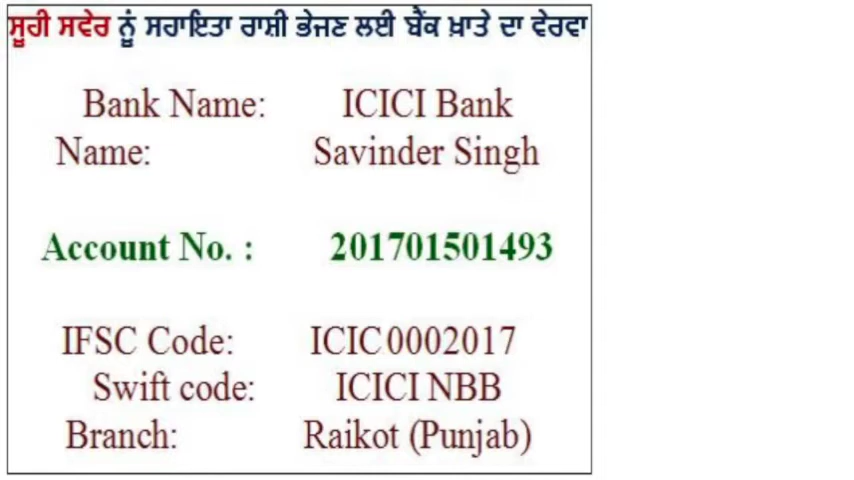 ਸੂਹੀ ਸਵੇਰ ਨੂੰ ਸਹਾਇਤਾ ਰਾਸ਼ੀ ਭੇਜਣ ਲਈ ਬੈਂਕ ਖ਼ਾਤੇ ਦਾ ਵੇਰਵਾ
Bank Name: ICICI Bank
Name: Savinder Singh
Account No. : 201701501493
IFSC Code: ICIC0002017
Swift code: ICICI NBB
Branch: Raikot (Punjab)